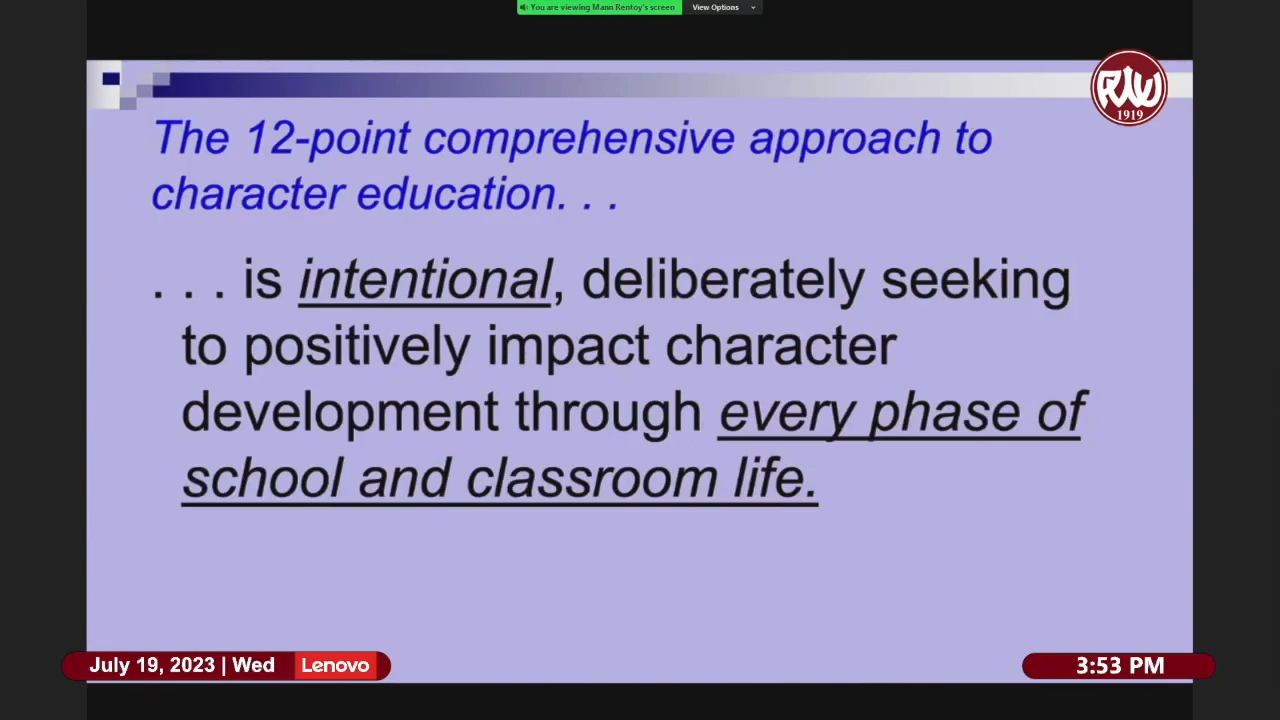 You are viewing Mann Rentoy's screen View Options
1919
The 12-point comprehensive approach to
character education. . .
. . . is intentional, deliberately seeking
to positively impact character
development through every phase of
school and classroom life.
July 19, 2023 | Wed Lenovo
3:53 PM